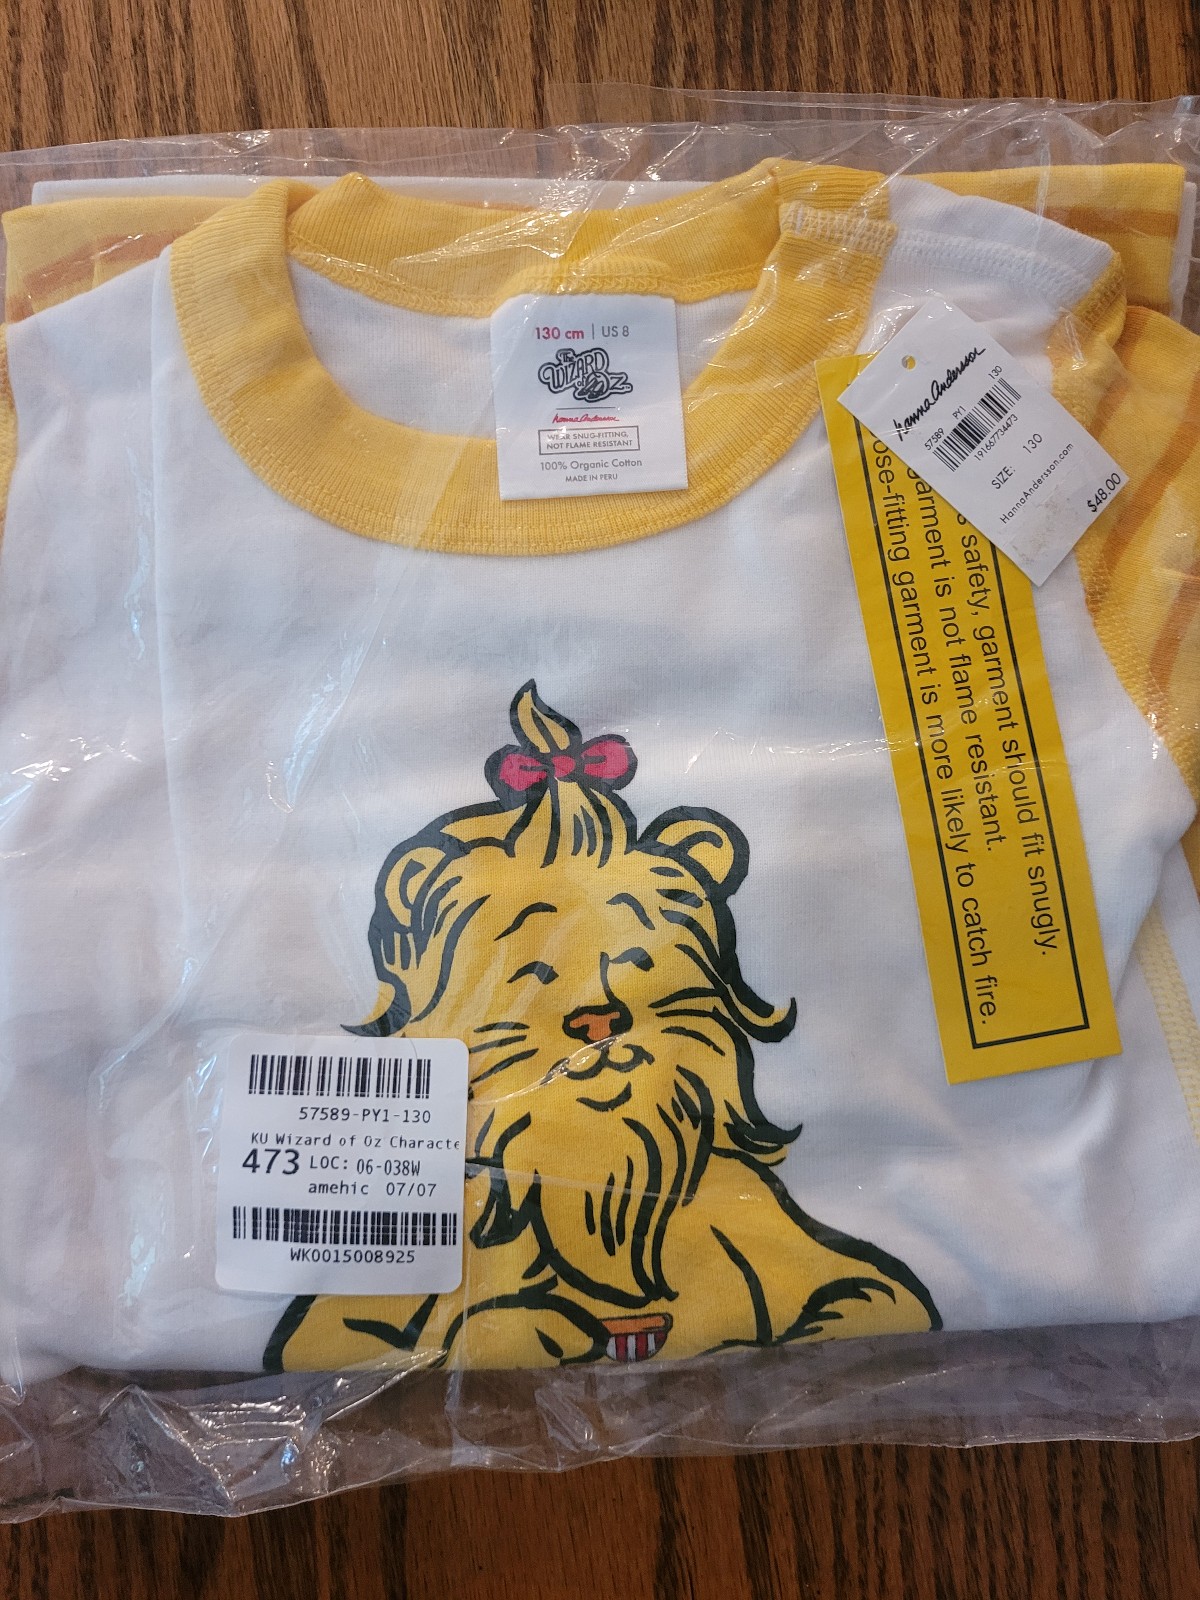 130 cm | US 8
The
WIZARD
of OZ
hanna Andersson
WEAR SNUG-FITTING,
NOT FLAME RESISTANT
100% Organic Cotton
MADE IN PERU
hanna Andersson
57589 PY1 130
191667734473
SIZE: 130
HannaAndersson.com
$48.00
safety, garment should fit snugly.
garment is not flame resistant.
ose-fitting garment is more likely to catch fire.
57589-PY1-130
KU Wizard of Oz Characte
473 LOC: 06-038W
amehic 07/07
WK0015008925